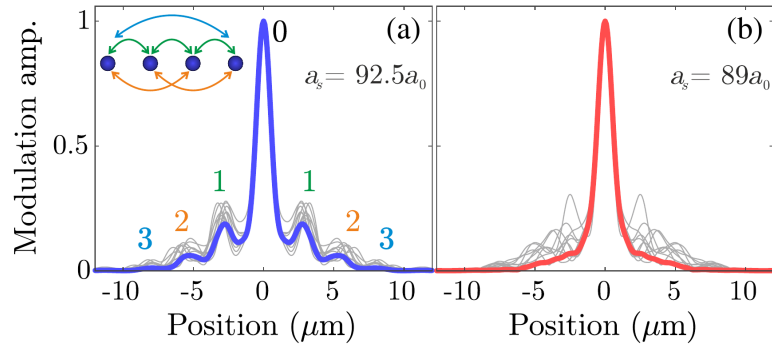 1
0.5
0
Modulation amp.
(a)
0
a_s = 92.5a_0
1
1
2
2
3
3
-10
-5
0
5
10
Position (μm)
(b)
a_s = 89a_0
-10
-5
0
5
10
Position (μm)